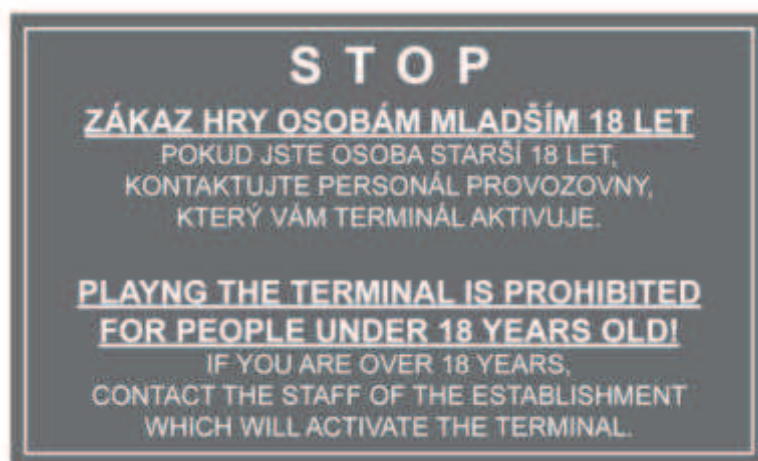 S T O P
ZÁKAZ HRY OSOBÁM MLADŠÍM 18 LET
POKUD JSTE OSOBA STARŠÍ 18 LET,
KONTAKTUJTE PERSONÁL PROVOZOVNY,
KTERÝ VÁM TERMINÁL AKTIVUJE.
PLAYNG THE TERMINAL IS PROHIBITED
FOR PEOPLE UNDER 18 YEARS OLD!
IF YOU ARE OVER 18 YEARS,
CONTACT THE STAFF OF THE ESTABLISHMENT
WHICH WILL ACTIVATE THE TERMINAL.